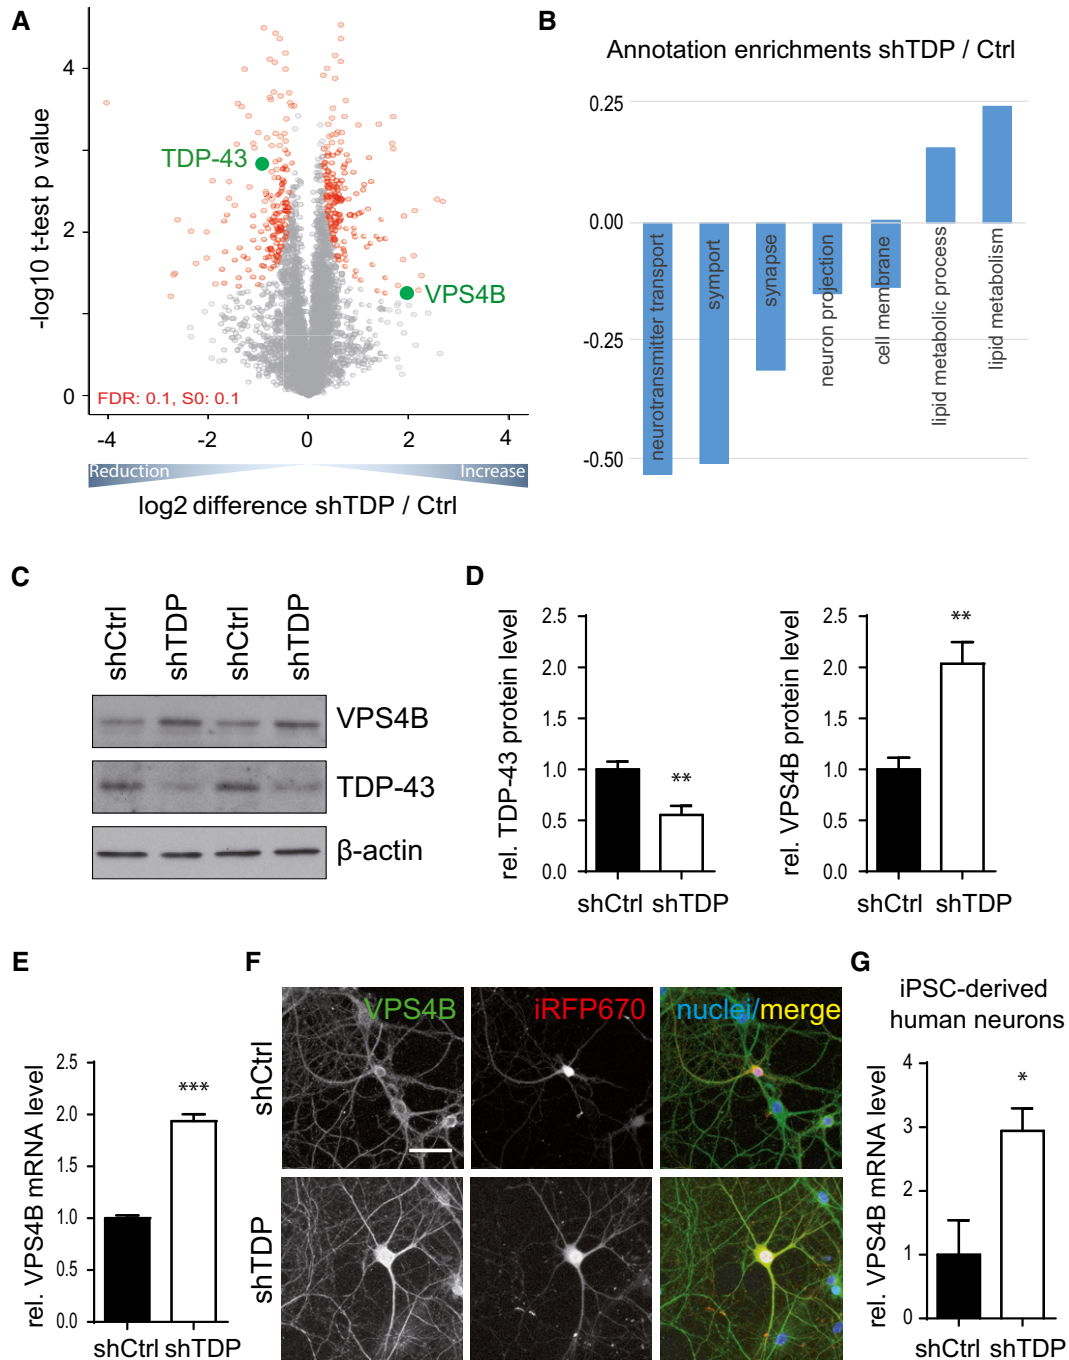 A
-log10 t-test p value
4
2
0
TDP-43
VPS4B
FDR: 0.1, S0: 0.1
-4 -2 0 2 4
Reduction Increase
log2 difference shTDP / Ctrl
B
Annotation enrichments shTDP / Ctrl
0.25
0.00
-0.25
-0.50
neurotransmitter transport
symport
synapse
neuron projection
cell membrane
lipid metabolic process
lipid metabolism
C
shCtrl
shTDP
shCtrl
shTDP
VPS4B
TDP-43
β-actin
D
rel. TDP-43 protein level
2.5
2.0
1.5
1.0
0.5
0.0
**
shCtrl shTDP
rel. VPS4B protein level
2.5
2.0
1.5
1.0
0.5
0.0
**
shCtrl shTDP
E
rel. VPS4B mRNA level
2.5
2.0
1.5
1.0
0.5
0.0
***
shCtrl shTDP
F
VPS4B
iRFP670
nuclei/merge
shCtrl
shTDP
G
iPSC-derived
human neurons
rel. VPS4B mRNA level
4
3
2
1
0
*
shCtrl shTDP